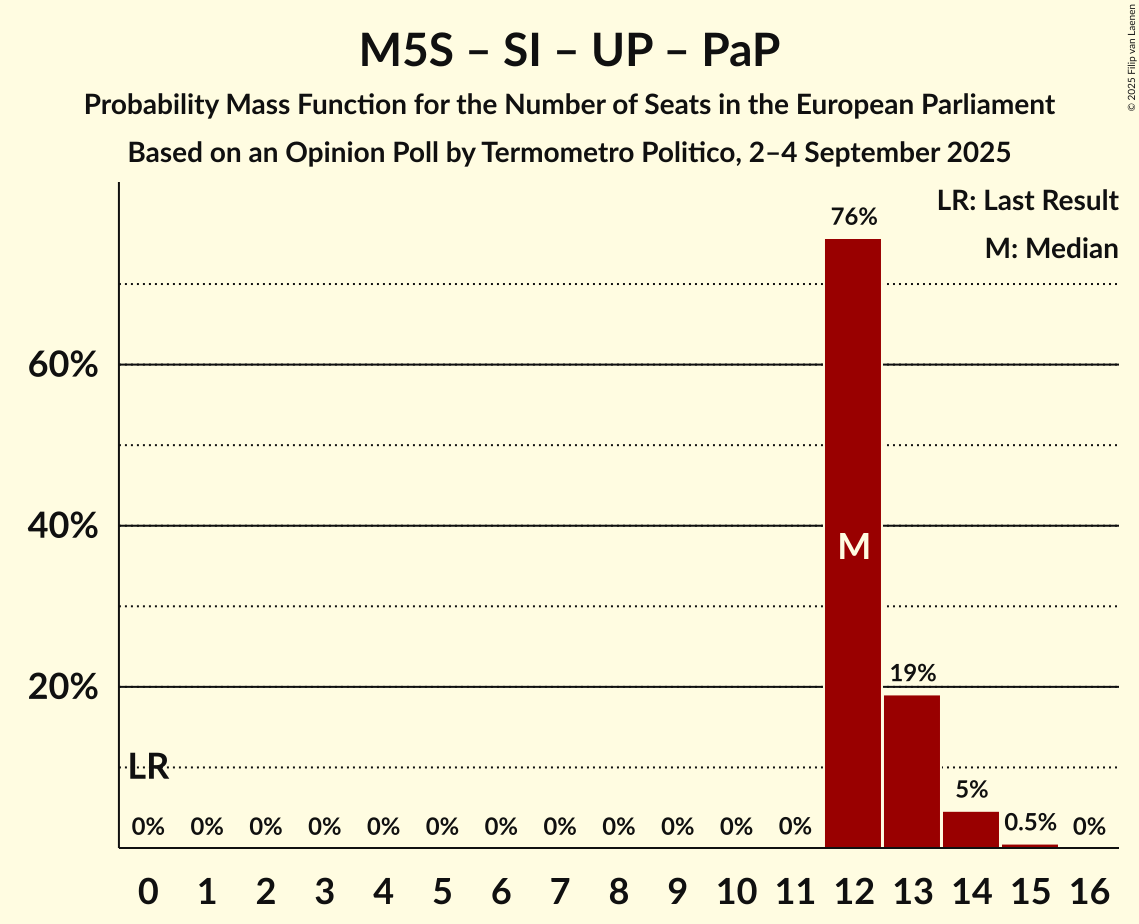 M5S – SI – UP – PaP
Probability Mass Function for the Number of Seats in the European Parliament
Based on an Opinion Poll by Termometro Politico, 2–4 September 2025
© 2025 Filip van Laenen
LR: Last Result
M: Median
76%
60%
40%
M
20%
19%
LR
5%
0% 0% 0% 0% 0% 0% 0% 0% 0% 0% 0% 0% 0.5% 0%
0 1 2 3 4 5 6 7 8 9 10 11 12 13 14 15 16